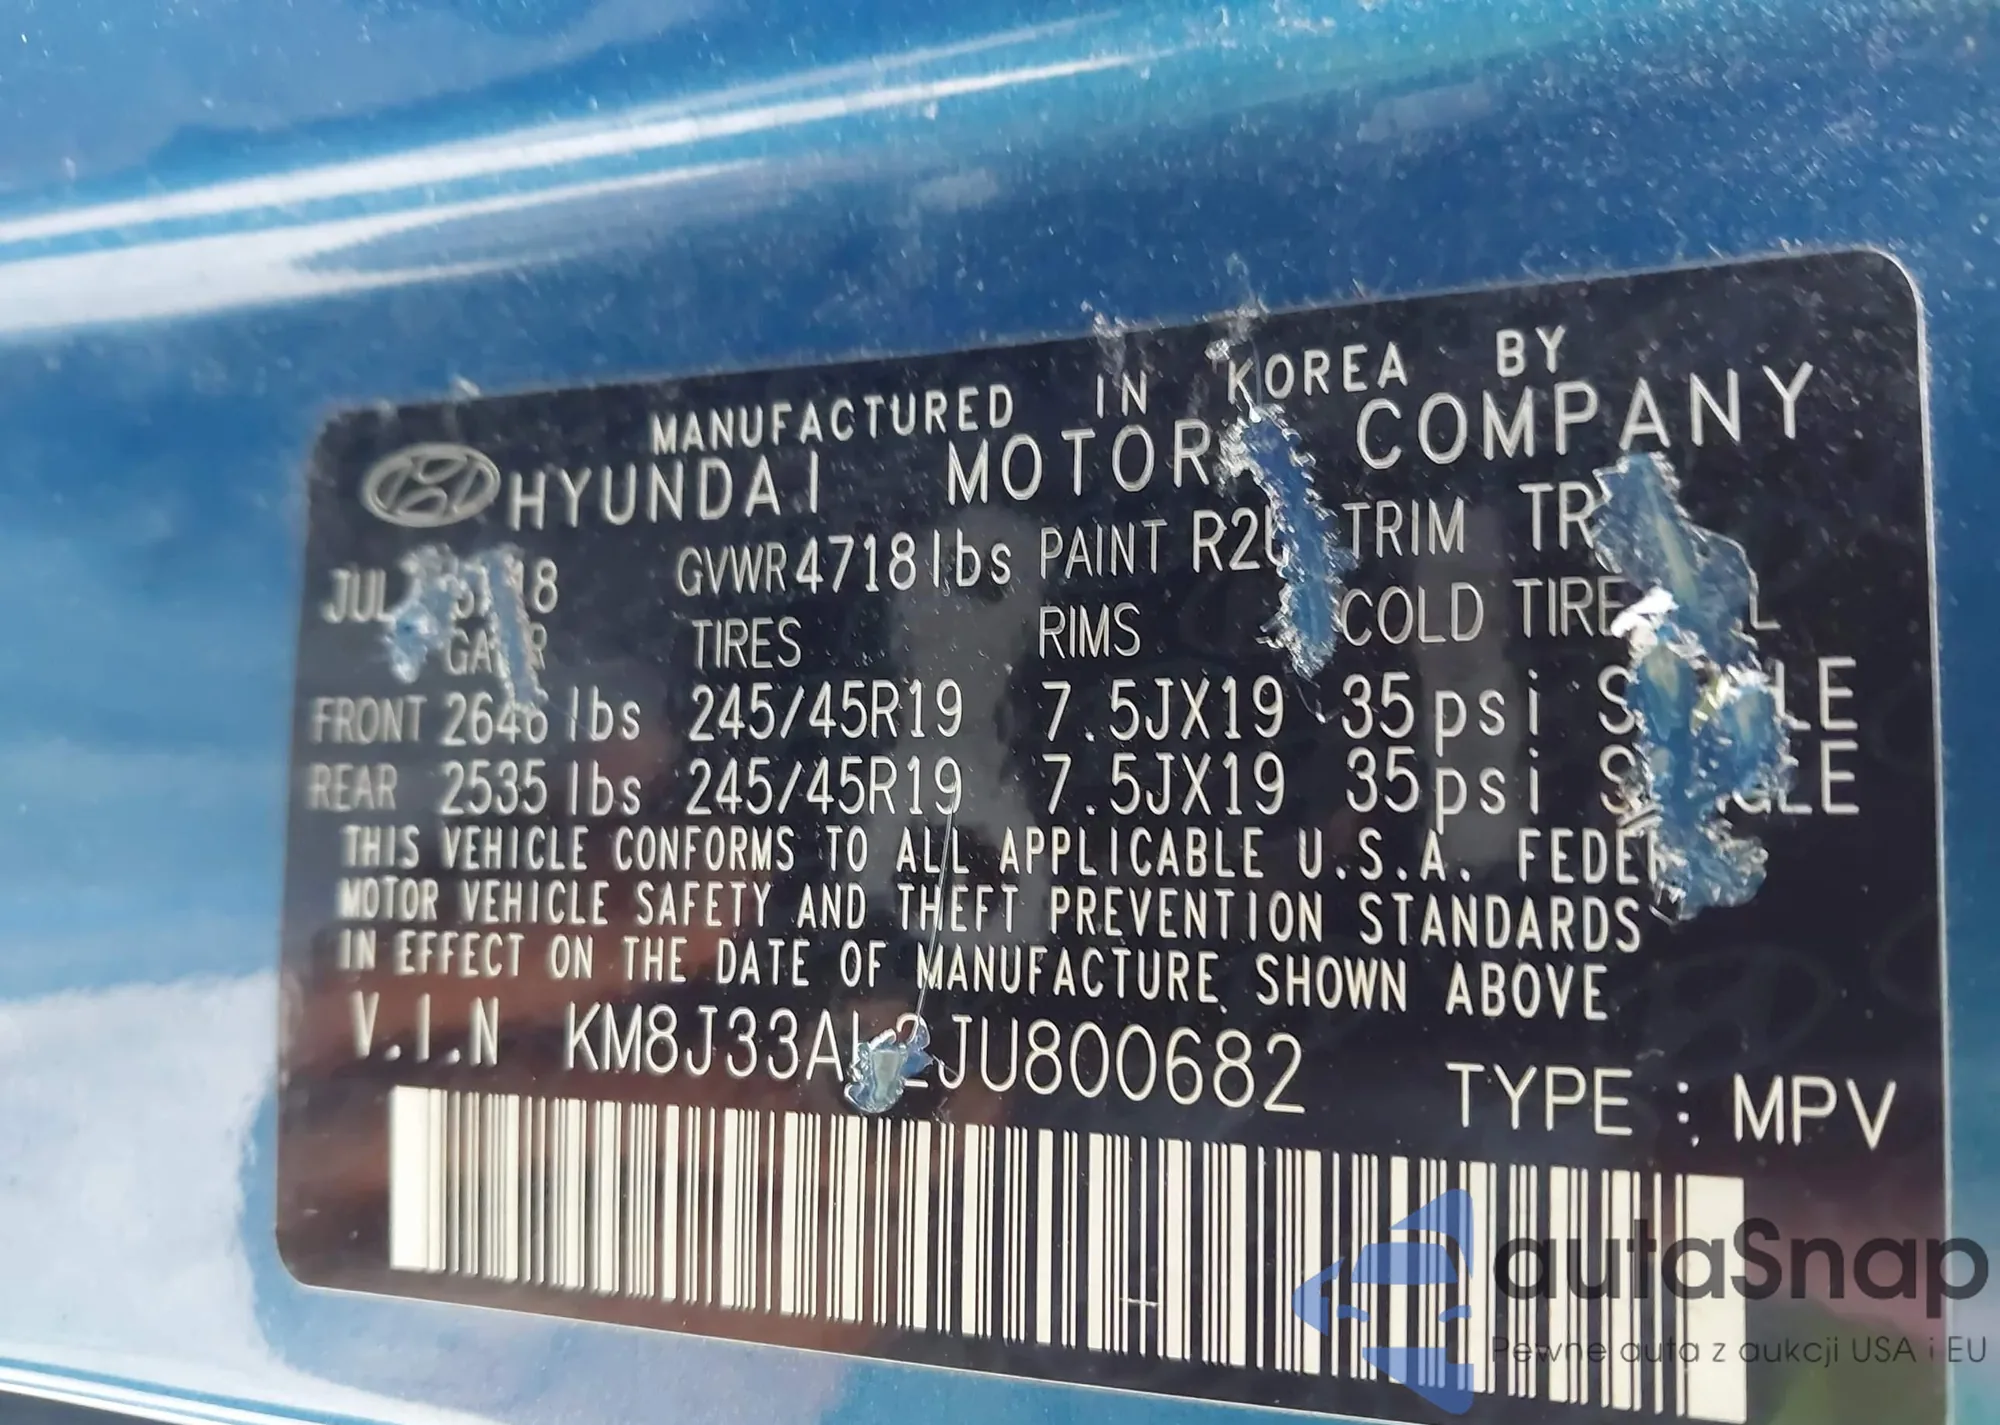 MANUFACTURED IN KOREA BY
HYUNDAI MOTOR COMPANY
GVWR 4718lbs PAINT TRIM
TIRES RIMS COLD
FRONT lbs 245/45R19 7.5JX19 35psi
REAR 2535 lbs 245/45R19 7.5JX19 35psi
THIS VEHICLE CONFORMS TO ALL APPLICABLE U.S.A.
MOTOR VEHICLE SAFETY AND THEFT PREVENTION STANDARDS
IN EFFECT ON THE DATE OF MANUFACTURE SHOWN ABOVE
V.I.N
TYPE : MPV
autaSnap
Pewne auta z aukcji USA i EU